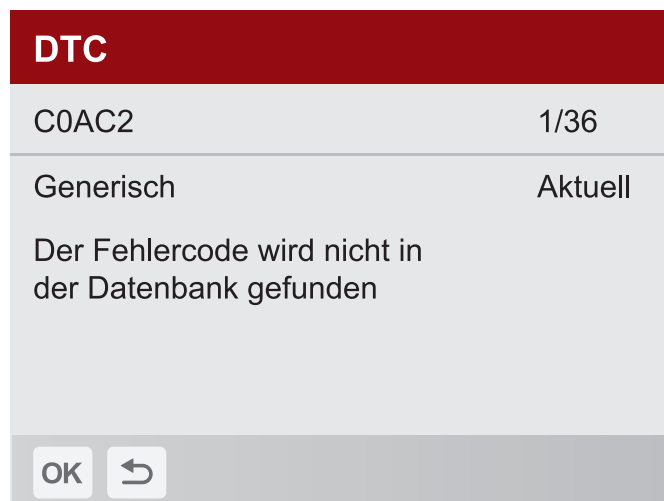 DTC
C0AC2 1/36
Generisch Aktuell
Der Fehlercode wird nicht in
der Datenbank gefunden
OK